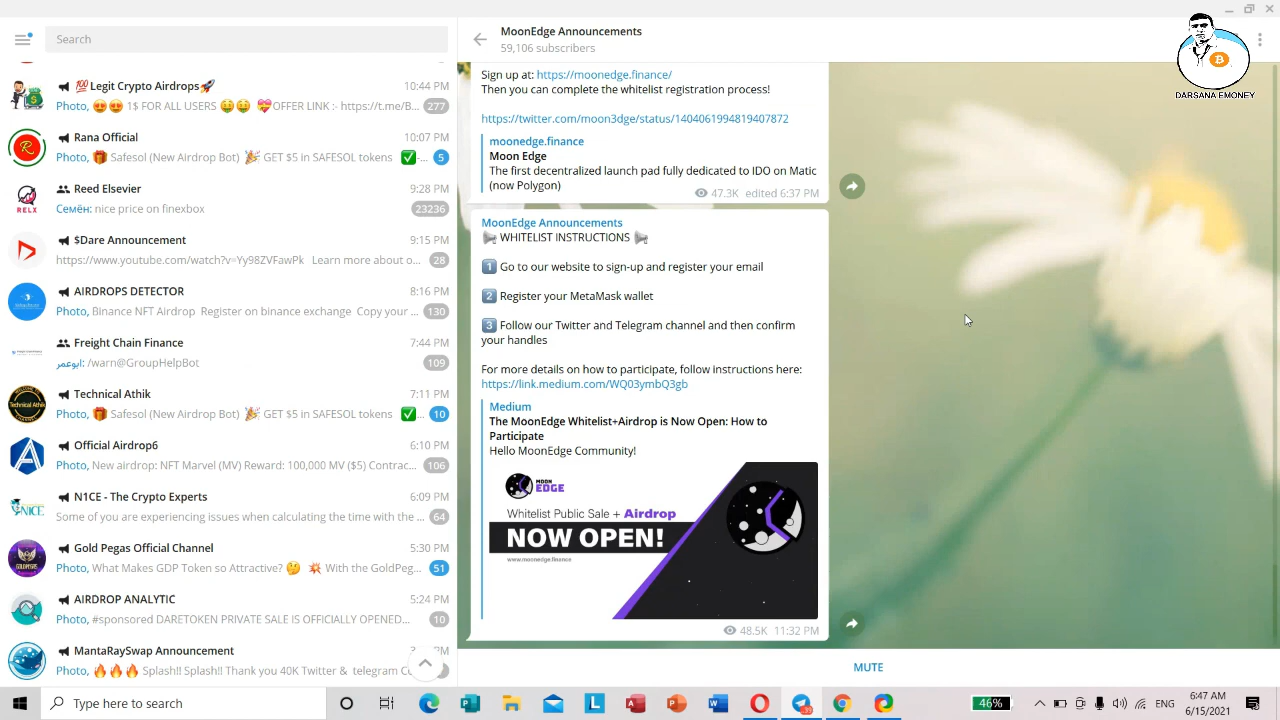 Search
💯Legit Crypto Airdrops🚀 10:44 PM
Photo, 😍😍 1$ FOR ALL USERS 🤑🤑 💝OFFER LINK :- https://t.me/B... 277
Rana Official 10:07 PM
Photo, 🎁 Safesol (New Airdrop Bot) 🎉 GET $5 in SAFESOL tokens ✅-... 5
Reed Elsevier 9:28 PM
RELX
Семён: nice price on finexbox 23236
$Dare Announcement 9:15 PM
https://www.youtube.com/watch?v=Yy98ZVFawPk Learn more about o... 28
AIRDROPS DETECTOR 8:16 PM
Photo, Binance NFT Airdrop Register on binance exchange Copy your ... 130
Freight Chain Finance 7:44 PM
ابوعمر: /warn@GroupHelpBot 109
Technical Athik 7:11 PM
Photo, 🎁 Safesol (New Airdrop Bot) 🎉 GET $5 in SAFESOL tokens ✅... 10
Official Airdrop6 6:10 PM
Photo, New airdrop: NFT Marvel (MV) Reward: 100,000 MV ($5) Contrac... 106
N1CE - The Crypto Experts 6:09 PM
Some of you are experiencing issues when calculating the time with the ... 64
Gold Pegas Official Channel 5:30 PM
Photo, What Makes GDP Token so Attractive? 🤔 💥 With the GoldPeg... 51
AIRDROP ANALYTIC 5:24 PM
Photo, #sponsored DARETOKEN PRIVATE SALE IS OFFICIALLY OPENED... 10
MantaRaySwap Announcement
Photo, 🔥🔥🔥 Splash!! Splash!! Thank you 40K Twitter & telegram
MoonEdge Announcements
59,106 subscribers
DARSANA EMONEY
Sign up at: https://moonedge.finance/
Then you can complete the whitelist registration process!
https://twitter.com/moon3dge/status/1404061994819407872
moonedge.finance
Moon Edge
The first decentralized launch pad fully dedicated to IDO on Matic
(now Polygon)
47.3K edited 6:37 PM
MoonEdge Announcements
📢 WHITELIST INSTRUCTIONS 📢
1️⃣ Go to our website to sign-up and register your email
2️⃣ Register your MetaMask wallet
3️⃣ Follow our Twitter and Telegram channel and then confirm
your handles
For more details on how to participate, follow instructions here:
https://link.medium.com/WQ03ymbQ3gb
Medium
The MoonEdge Whitelist+Airdrop is Now Open: How to
Participate
Hello MoonEdge Community!
MOON
EDGE
Whitelist Public Sale + Airdrop
NOW OPEN!
www.moonedge.finance
48.5K 11:32 PM
MUTE
Type here to search
46%
ENG
6:47 AM
6/15/2021